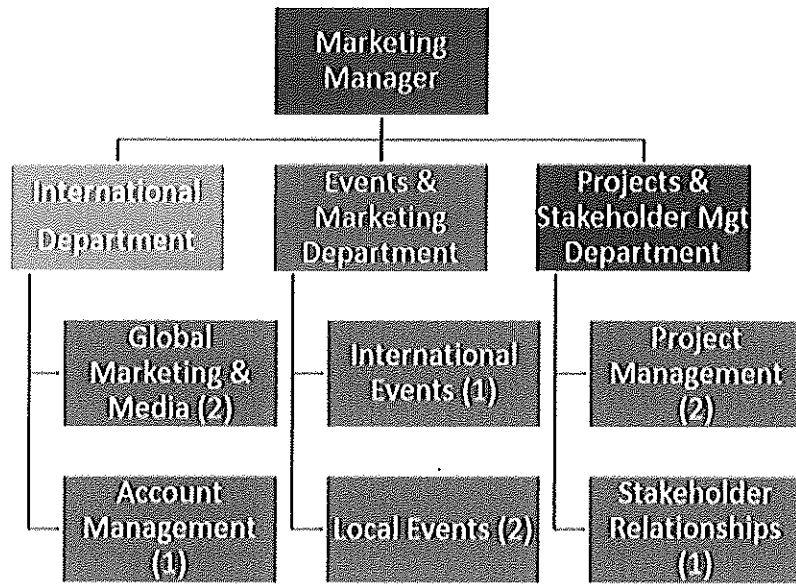 Marketing
Manager
International
Department
Events &
Marketing
Department
Projects &
Stakeholder Mgt
Department
Global
Marketing &
Media (2)
International
Events (1)
Project
Management
(2)
Account
Management
(1)
Local Events (2)
Stakeholder
Relationships
(1)